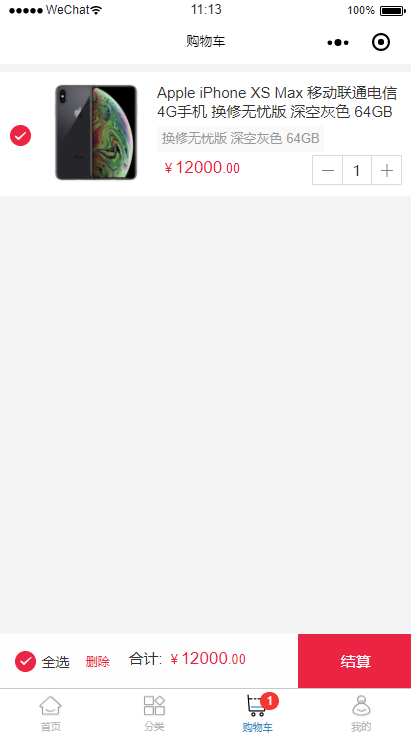 WeChat 11:13 100%
购物车
Apple iPhone XS Max 移动联通电信
4G手机 换修无忧版 深空灰色 64GB
换修无忧版 深空灰色 64GB
￥12000.00
1
全选 删除 合计: ￥12000.00 结算
1
首页 分类 购物车 我的